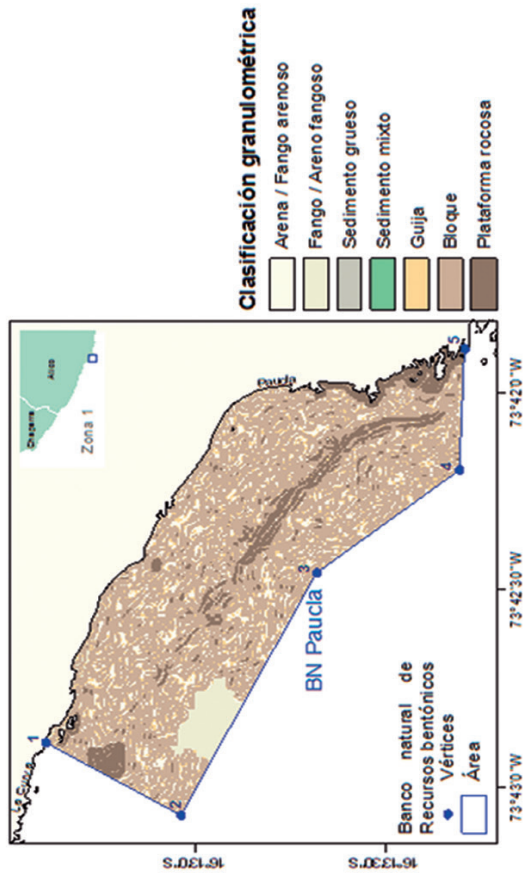 Clasificación granulométrica
Arena / Fango arenoso
Fango / Areno fangoso
Sedimento grueso
Sedimento mixto
Guija
Bloque
Plataforma rocosa
Chaparra
Atico
Zona 1
Paucla
1
2
3
4
5
BN Paucla
Banco natural de
Recursos bentónicos
Vértices
Área
16°13'0"S
16°13'30"S
73°43'0"W
73°42'30"W
73°42'0"W